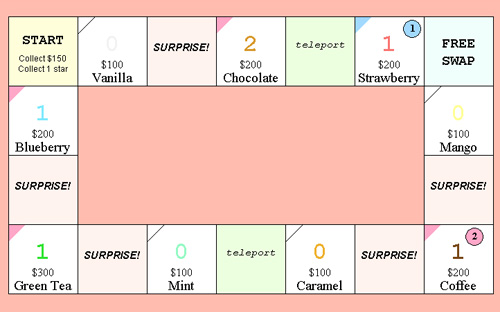 START
Collect $150
Collect 1 star
0
$100
Vanilla
SURPRISE!
2
$200
Chocolate
teleport
1
1
$200
Strawberry
FREE
SWAP
1
$200
Blueberry
0
$100
Mango
SURPRISE!
SURPRISE!
1
$300
Green Tea
SURPRISE!
0
$100
Mint
teleport
0
$100
Caramel
SURPRISE!
2
1
$200
Coffee